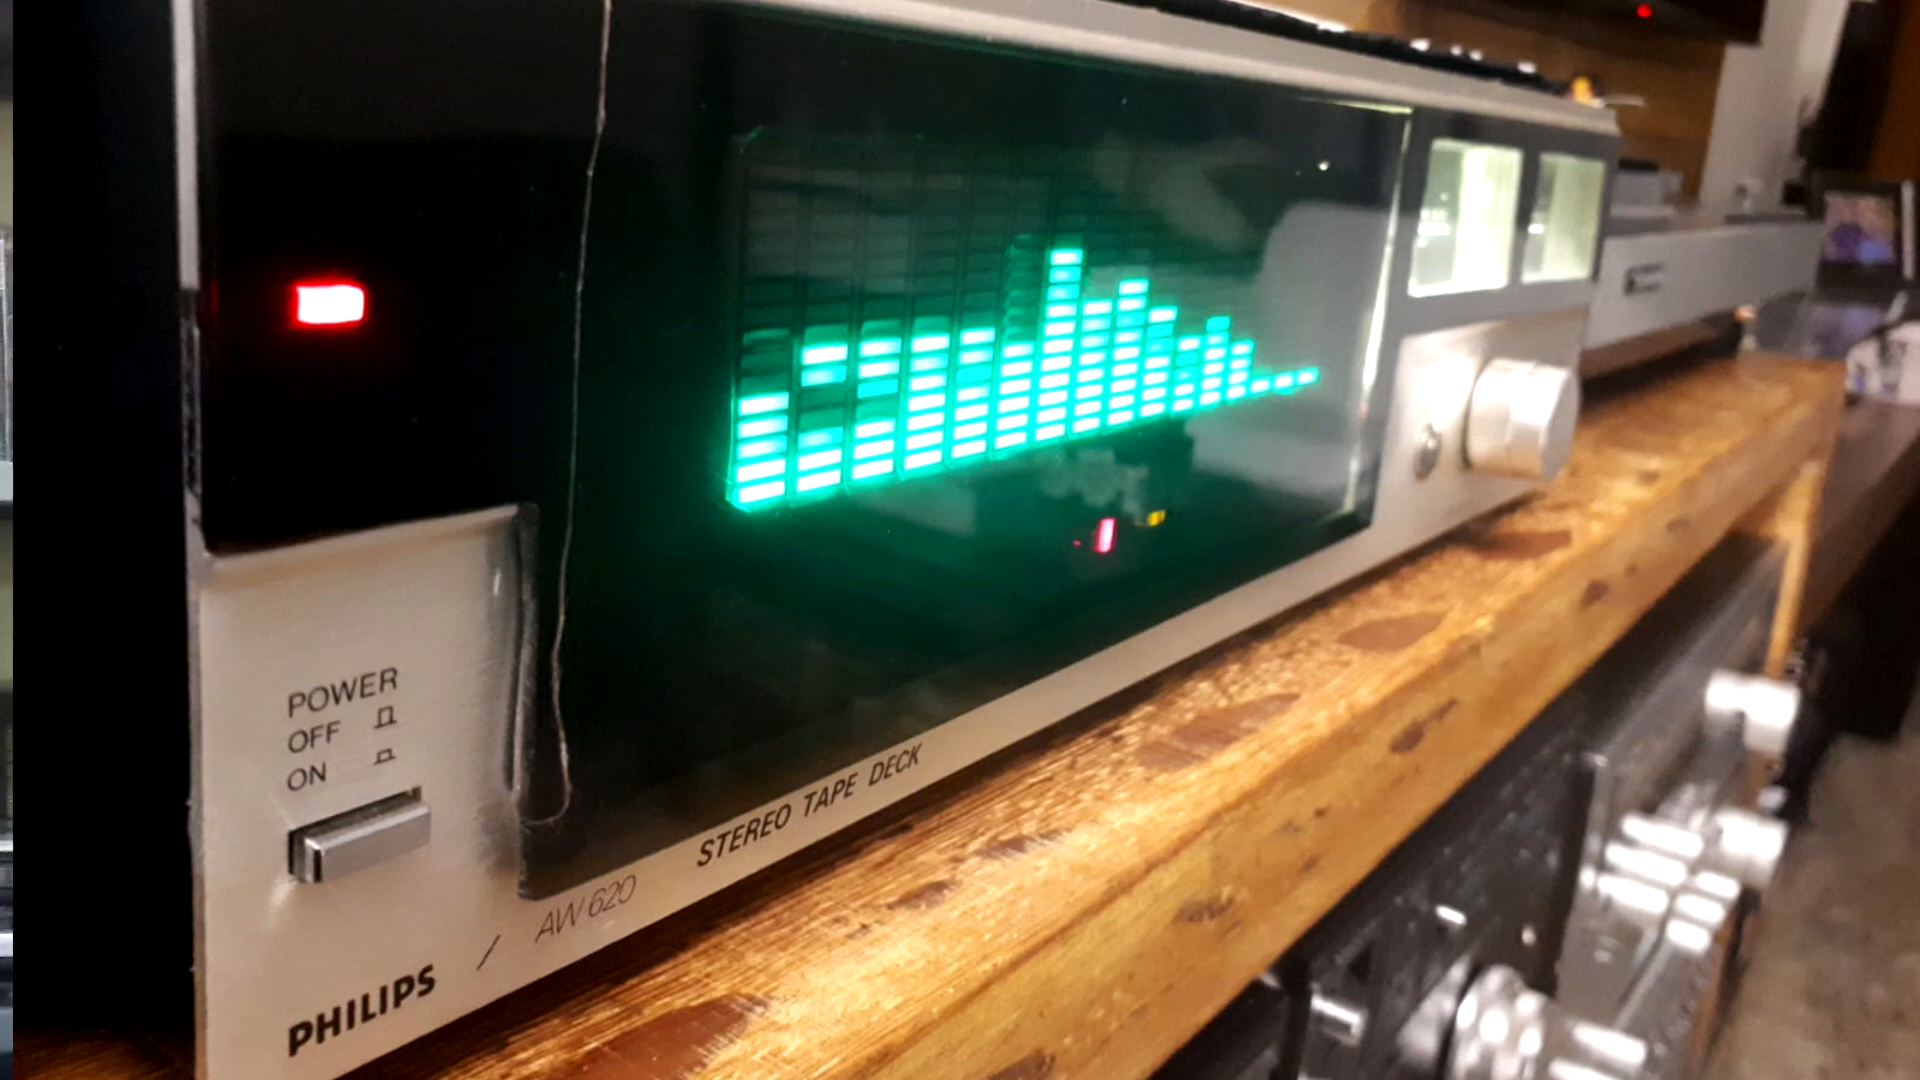 POWER
OFF
ON
STEREO TAPE DECK
AW 620
PHILIPS /